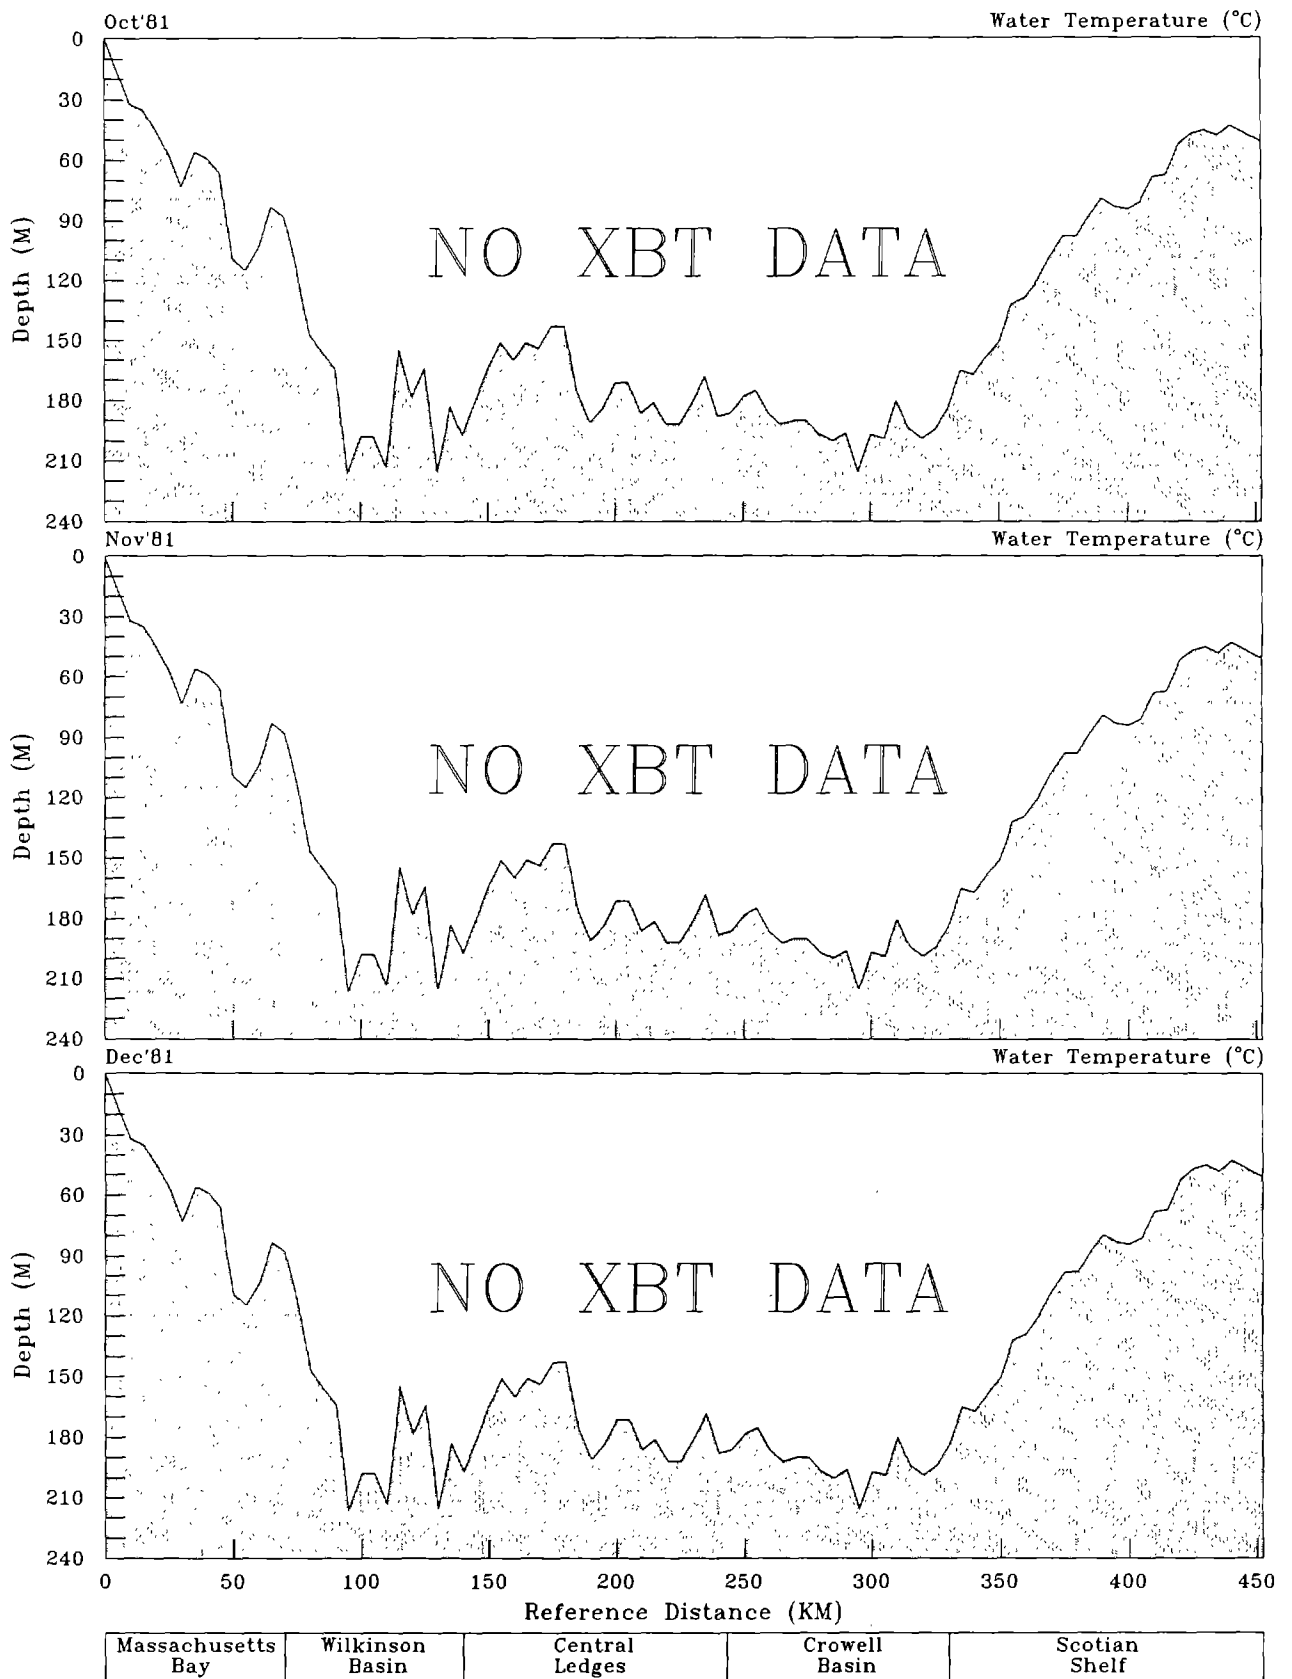 Oct'81 Water Temperature (°C)
0
30
60
90
120
150
180
210
240
Depth (M)
NO XBT DATA
Nov'81 Water Temperature (°C)
0
30
60
90
120
150
180
210
240
Depth (M)
NO XBT DATA
Dec'81 Water Temperature (°C)
0
30
60
90
120
150
180
210
240
Depth (M)
NO XBT DATA
0 50 100 150 200 250 300 350 400 450
Reference Distance (KM)
Massachusetts Wilkinson Central Crowell Scotian
Bay Basin Ledges Basin Shelf